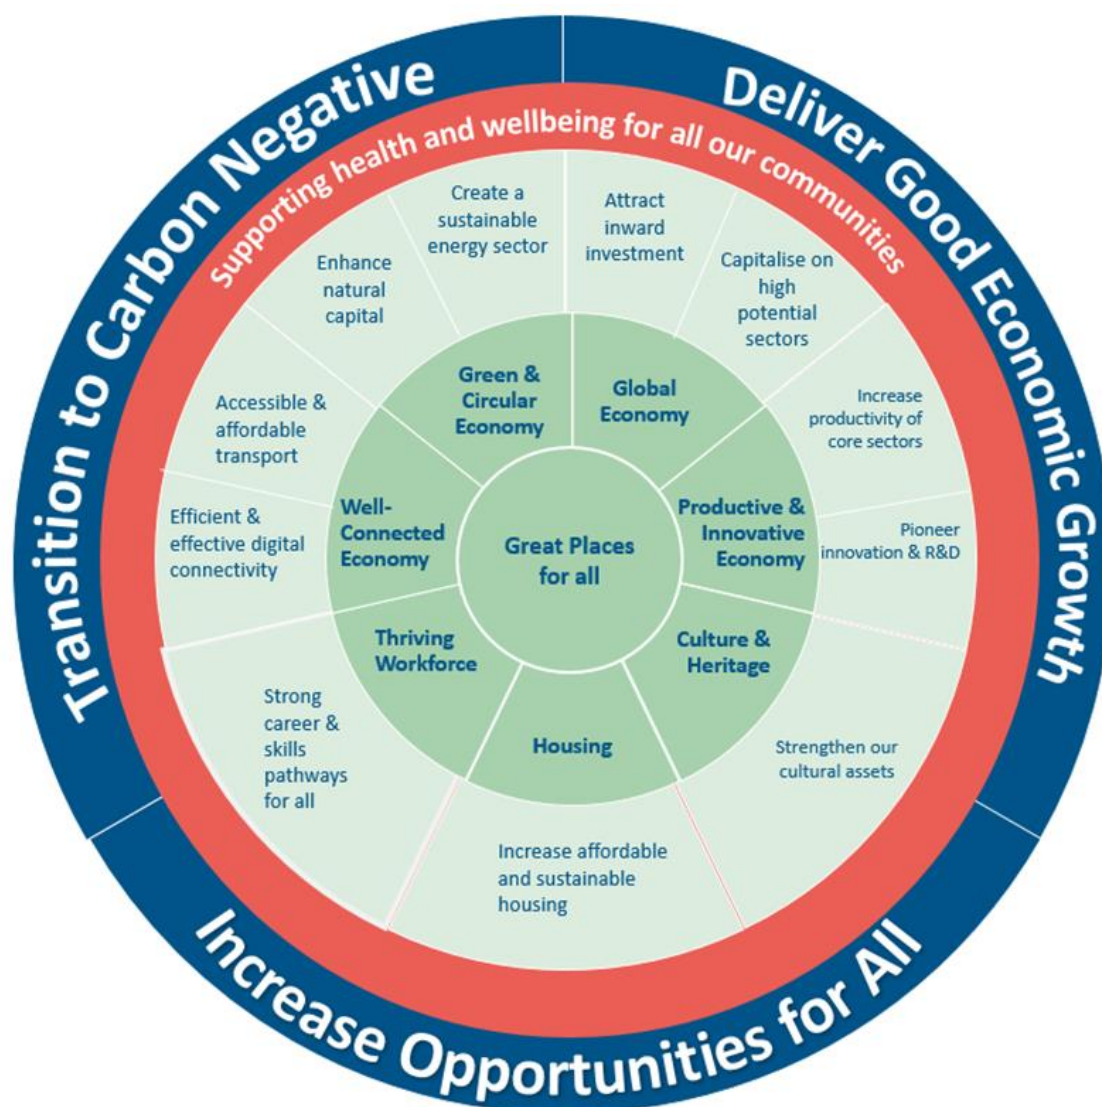 Transition to Carbon Negative
Deliver Good Economic Growth
Increase Opportunities for All
Supporting health and wellbeing for all our communities
Create a
sustainable
energy sector
Attract
inward
investment
Enhance
natural
capital
Capitalise on
high
potential
sectors
Accessible &
affordable
transport
Increase
productivity of
core sectors
Efficient &
effective digital
connectivity
Pioneer
innovation & R&D
Strong
career &
skills
pathways
for all
Strengthen our
cultural assets
Increase affordable
and sustainable
housing
Green &
Circular
Economy
Global
Economy
Well-
Connected
Economy
Productive &
Innovative
Economy
Thriving
Workforce
Culture &
Heritage
Housing
Great Places
for all